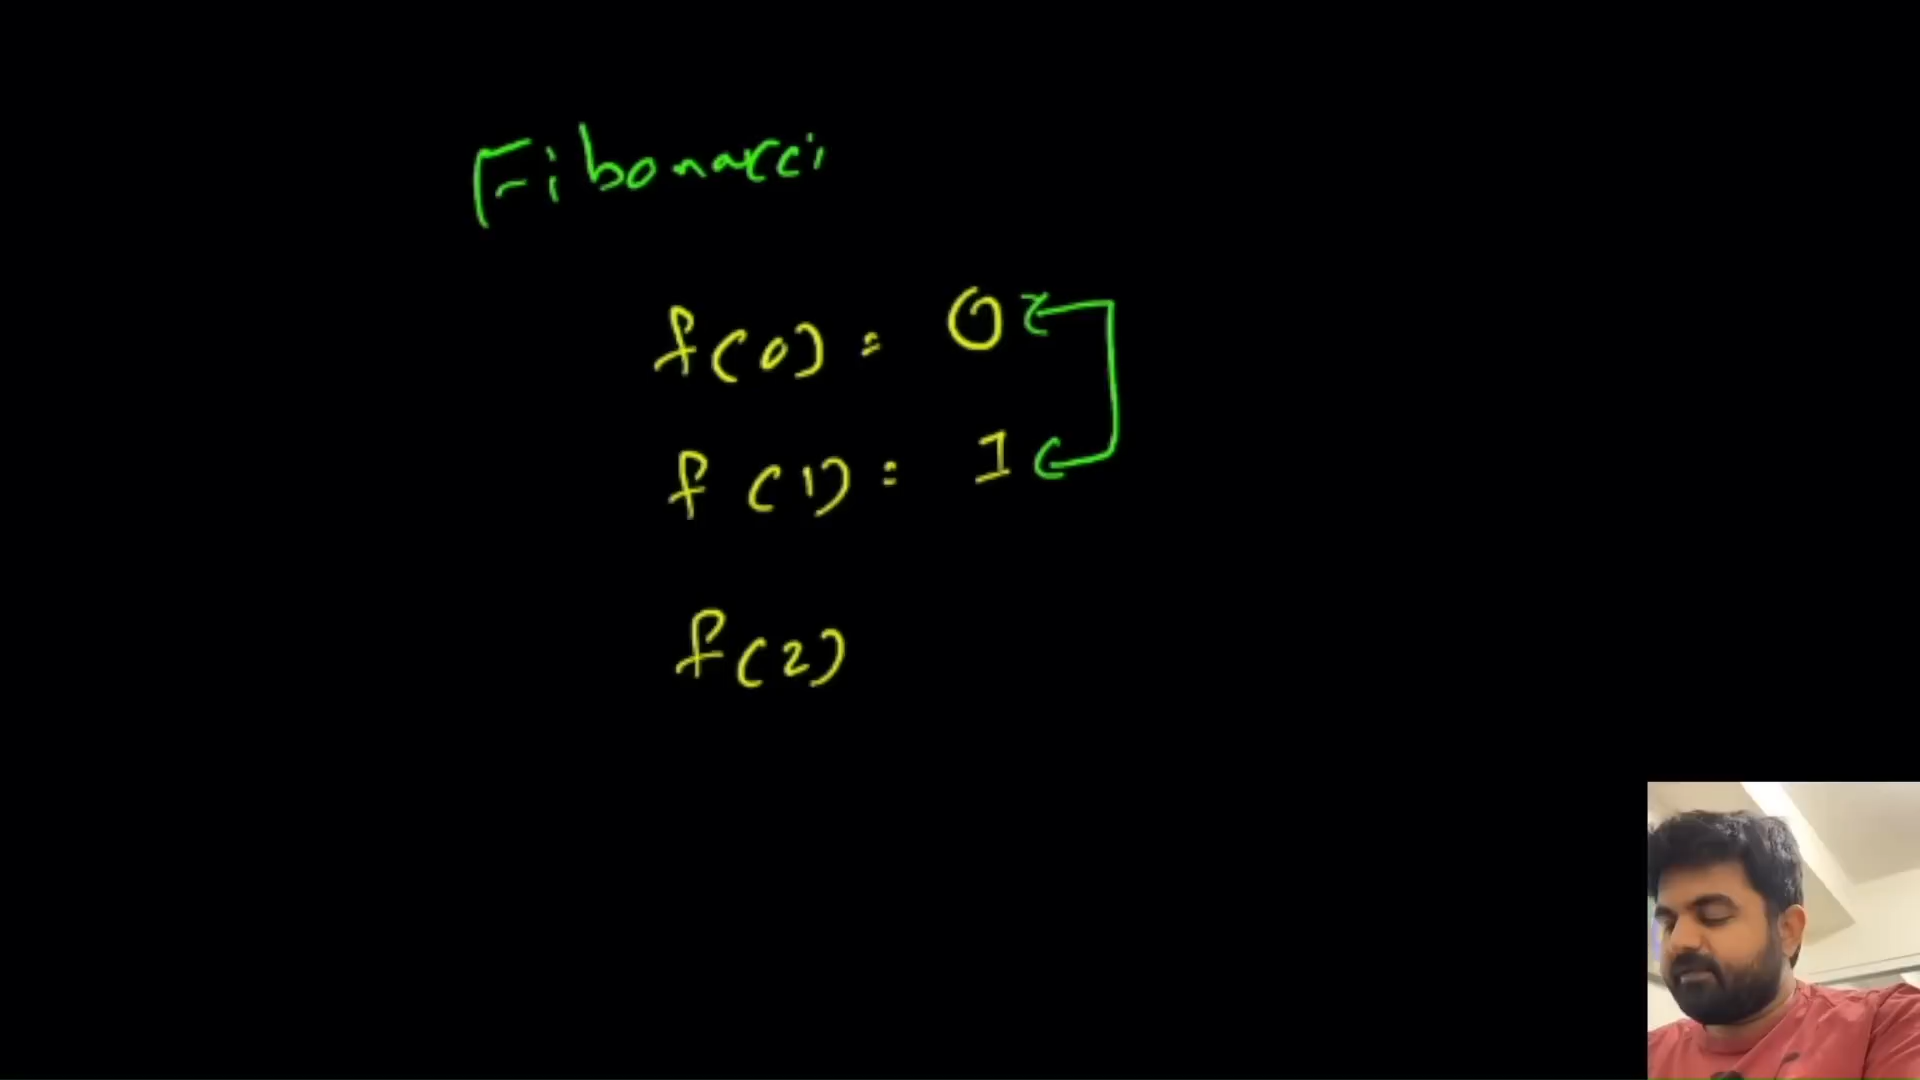 Fibonacci
f(0) = 0
f(1) = 1
f(2)